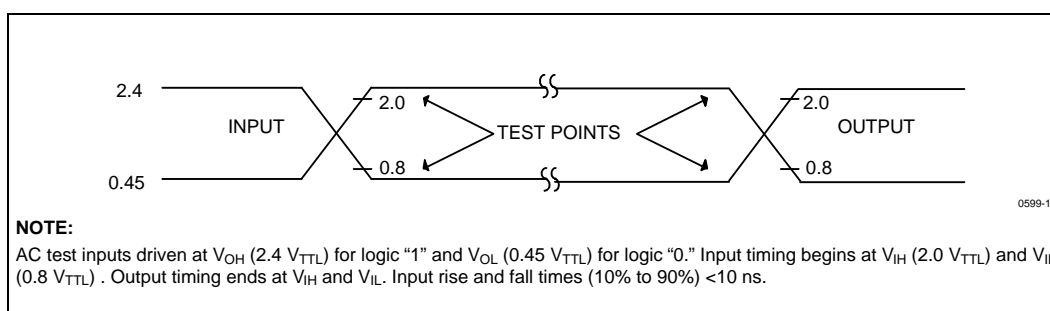 2.4
2.0
2.0
INPUT
TEST POINTS
OUTPUT
0.8
0.8
0.45
0599-1
NOTE:
AC test inputs driven at VOH (2.4 VTTL) for logic “1” and VOL (0.45 VTTL) for logic “0.” Input timing begins at VIH (2.0 VTTL) and
(0.8 VTTL) . Output timing ends at VIH and VIL. Input rise and fall times (10% to 90%) <10 ns.